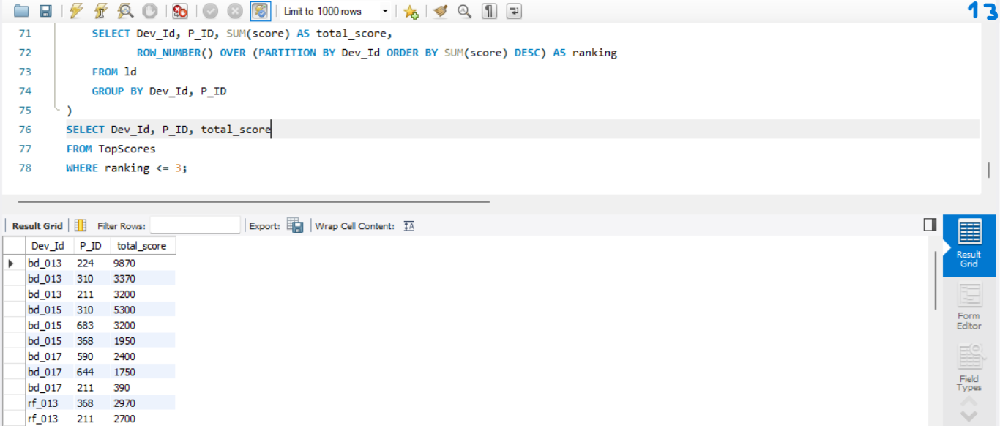 Limit to 1000 rows
13
71 SELECT Dev_Id, P_ID, SUM(score) AS total_score,
72 ROW_NUMBER() OVER (PARTITION BY Dev_Id ORDER BY SUM(score) DESC) AS ranking
73 FROM ld
74 GROUP BY Dev_Id, P_ID
75 )
76 SELECT Dev_Id, P_ID, total_score
77 FROM TopScores
78 WHERE ranking <= 3;
Result Grid Filter Rows: Export: Wrap Cell Content: IA
Dev_Id P_ID total_score
bd_013 224 9870
bd_013 310 3370
bd_013 211 3200
bd_015 310 5300
bd_015 683 3200
bd_015 368 1950
bd_017 590 2400
bd_017 644 1750
bd_017 211 390
rf_013 368 2970
rf_013 211 2700
Result
Grid
Form
Editor
Field
Types